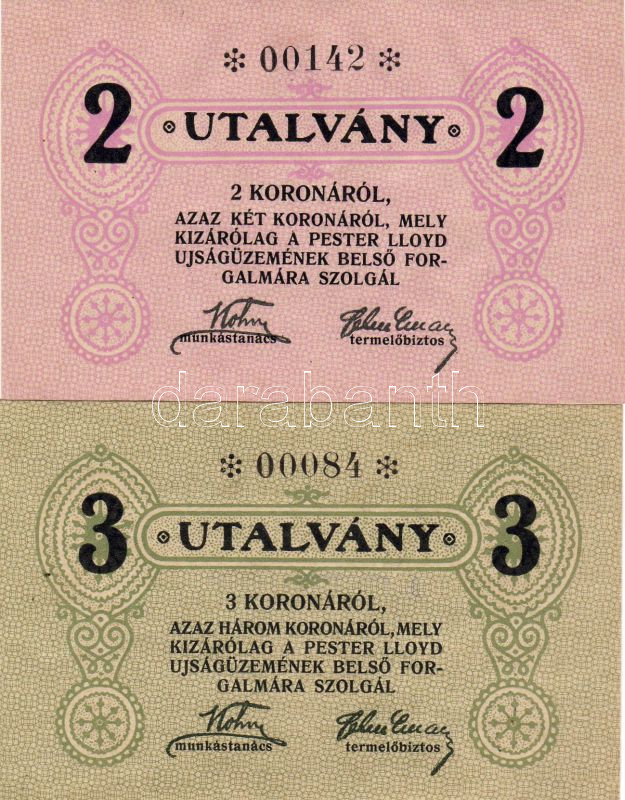 * 00142 *
2 UTALVÁNY 2
2 KORONÁRÓL,
AZAZ KÉT KORONÁRÓL, MELY
KIZÁRÓLAG A PESTER LLOYD
UJSÁGÜZEMÉNEK BELSŐ FOR-
GALMÁRA SZOLGÁL
munkástanács termelőbiztos
darabanth
* 00084 *
3 UTALVÁNY 3
3 KORONÁRÓL,
AZAZ HÁROM KORONÁRÓL, MELY
KIZÁRÓLAG A PESTER LLOYD
UJSÁGÜZEMÉNEK BELSŐ FOR-
GALMÁRA SZOLGÁL
munkástanács termelőbiztos